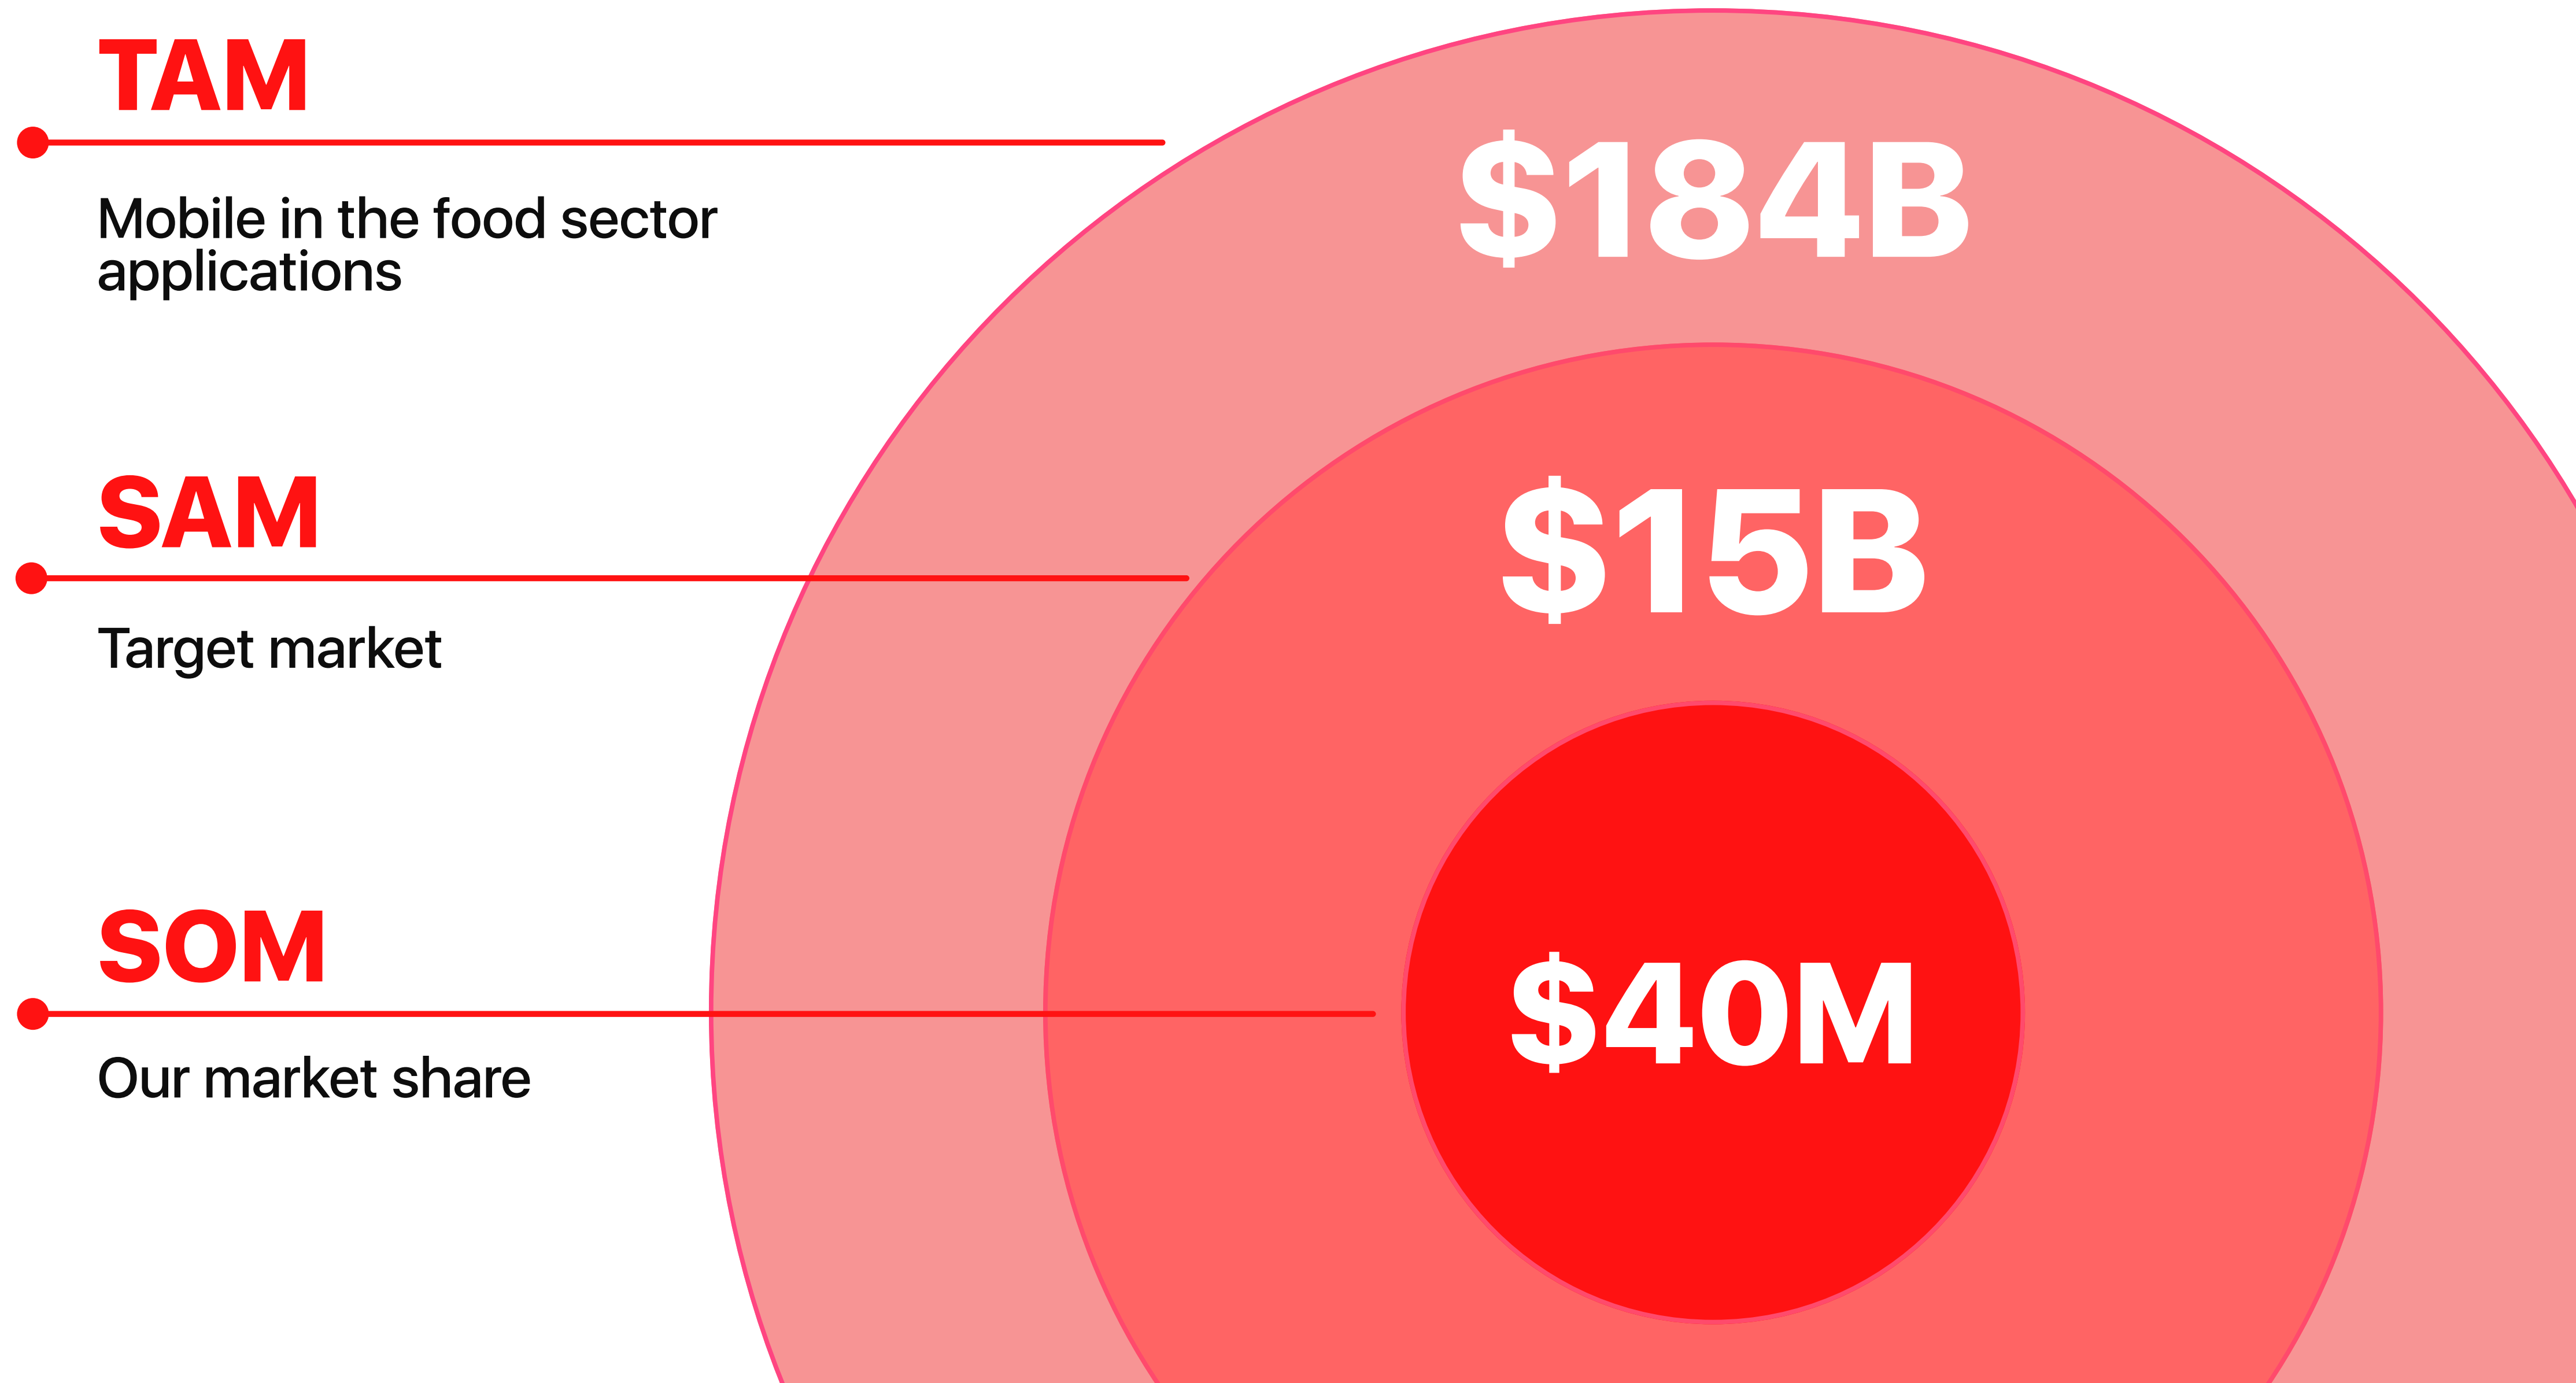 TAM
$184B
Mobile in the food sector
applications
SAM
$15B
Target market
SOM
$40M
Our market share